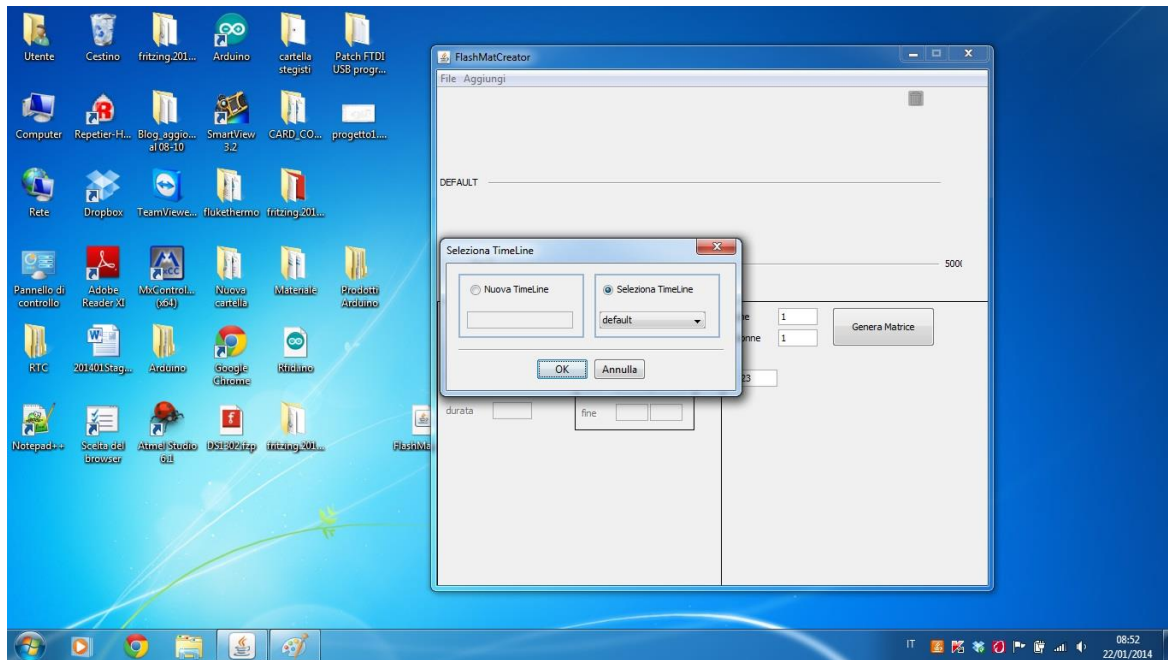 Utente
Cestino
fritzing.201...
Arduino
cartella
stegisti
Patch FTDI
USB progr...
Computer
Repetier-H...
Blog_aggio...
al 08-10
SmartView
3.2
CARD_CO...
progetto1....
Rete
Dropbox
TeamViewe...
flukethermo
fritzing.201...
Pannello di
controllo
Adobe
Reader XI
MxControl...
(x64)
Nuova
cartella
Materiale
Prodotti
Arduino
RTC
201401Stag...
Arduino
Google
Chrome
Rfidino
Notepad++
Scelta del
browser
Atmel Studio
6.1
DS1302.fzp
fritzing.201...
FlashMa
FlashMatCreator
File Aggiungi
DEFAULT
500(
Seleziona TimeLine
Nuova TimeLine
Seleziona TimeLine
default
OK
Annulla
ne 1
onne 1
Genera Matrice
23
durata
fine
IT
08:52
22/01/2014